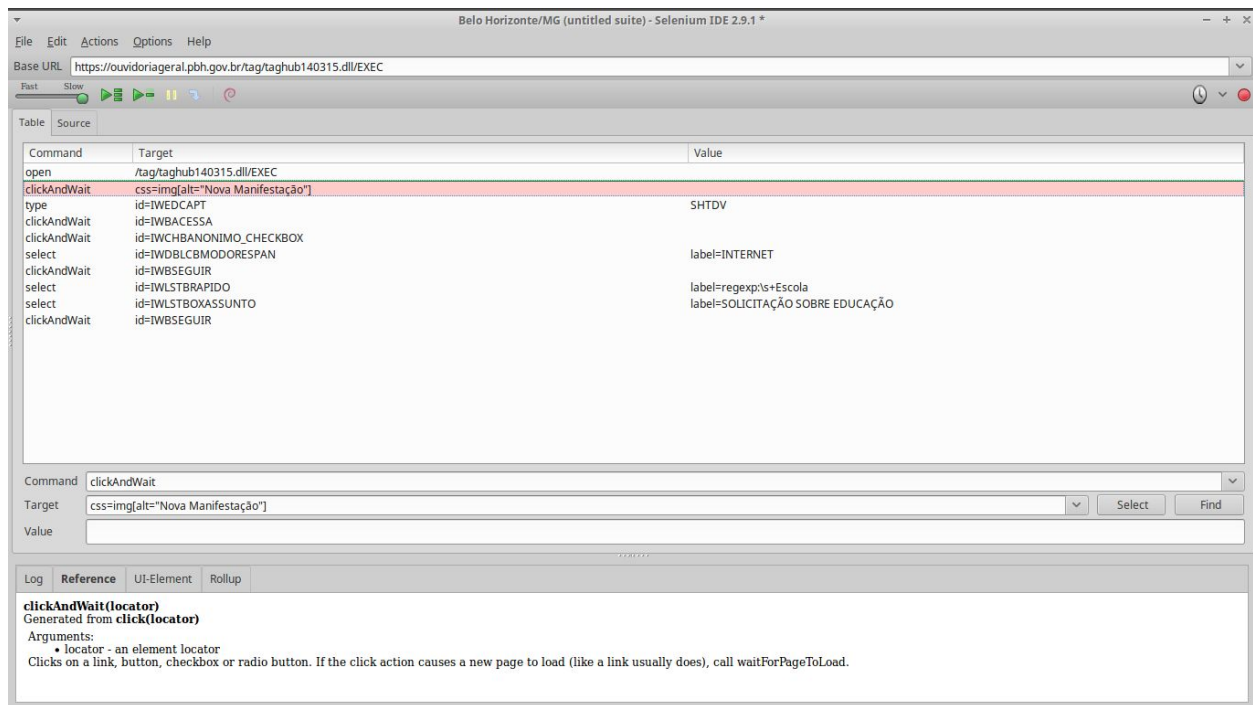 Belo Horizonte/MG (untitled suite) - Selenium IDE 2.9.1 *
File Edit Actions Options Help
Base URL https://ouvidoriageral.pbh.gov.br/tag/taghub140315.dll/EXEC
Fast Slow
Table Source
Command Target Value
open /tag/taghub140315.dll/EXEC
clickAndWait css=img[alt="Nova Manifestação"]
type id=IWEDCAPT SHTDV
clickAndWait id=IWBACESSA
clickAndWait id=IWCHBANONIMO_CHECKBOX
select id=IWDBLCBMODORESPAN label=INTERNET
clickAndWait id=IWBSEGUIR
select id=IWLSTBRAPIDO label=regexp:\s+Escola
select id=IWLSTBOXASSUNTO label=SOLICITAÇÃO SOBRE EDUCAÇÃO
clickAndWait id=IWBSEGUIR
Command clickAndWait
Target css=img[alt="Nova Manifestação"] Select Find
Value
Log Reference UI-Element Rollup
clickAndWait(locator)
Generated from click(locator)
Arguments:
• locator - an element locator
Clicks on a link, button, checkbox or radio button. If the click action causes a new page to load (like a link usually does), call waitForPageToLoad.